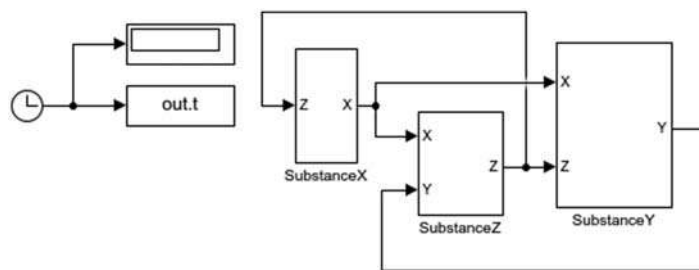 out.t
Z X
SubstanceX
X
Y Z
SubstanceZ
X
Y
Z
SubstanceY